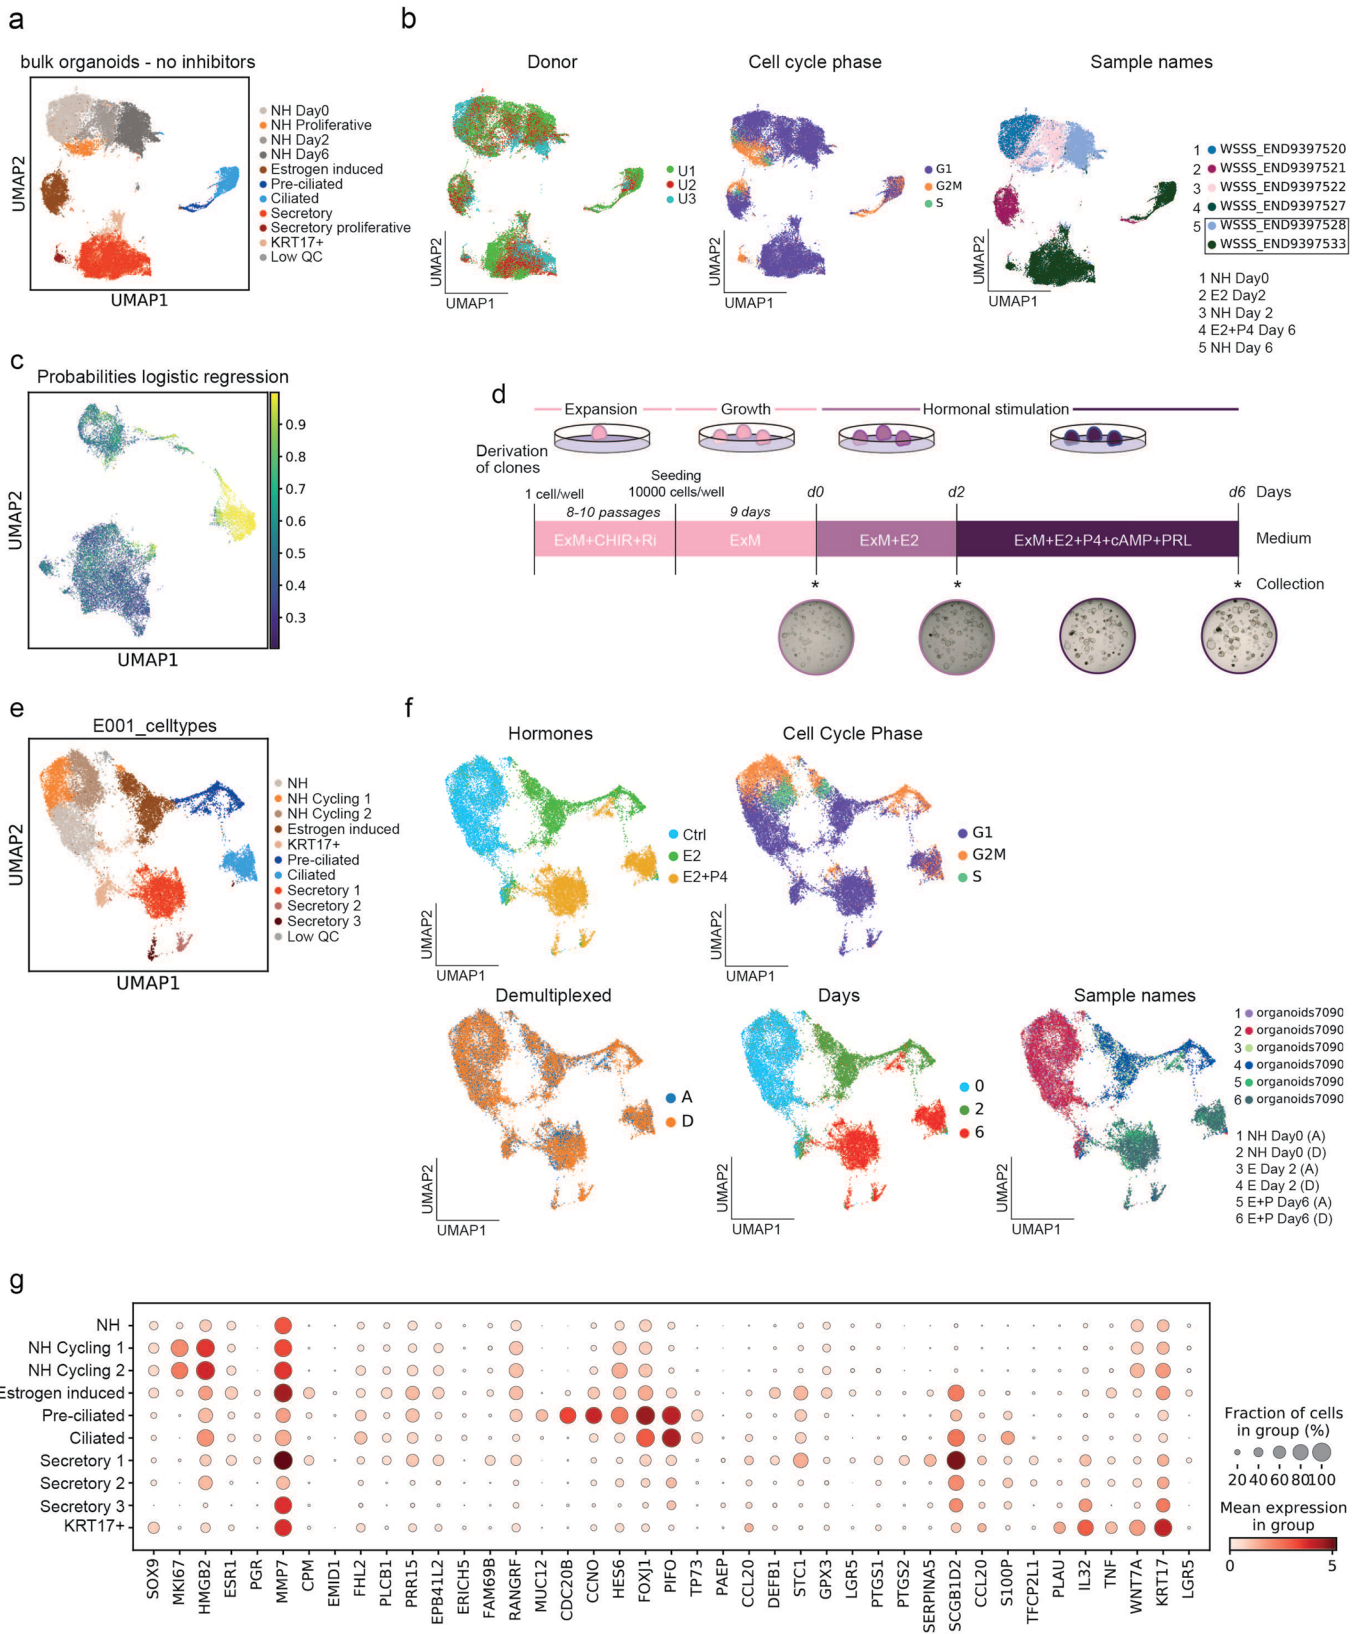 a
bulk organoids - no inhibitors
UMAP2
UMAP1
NH Day0
NH Proliferative
NH Day2
NH Day6
Estrogen induced
Pre-ciliated
Ciliated
Secretory
Secretory proliferative
KRT17+
Low QC
b
Donor
UMAP2
UMAP1
U1
U2
U3
Cell cycle phase
UMAP2
UMAP1
G1
G2M
S
Sample names
UMAP2
UMAP1
1 WSSS_END9397520
2 WSSS_END9397521
3 WSSS_END9397522
4 WSSS_END9397527
5 WSSS_END9397528
WSSS_END9397533
1 NH Day0
2 E2 Day2
3 NH Day 2
4 E2+P4 Day 6
5 NH Day 6
c
Probabilities logistic regression
UMAP2
UMAP1
0.9
0.8
0.7
0.6
0.5
0.4
0.3
d
Expansion
Growth
Hormonal stimulation
Derivation
of clones
1 cell/well
Seeding
10000 cells/well
d0
d2
d6
Days
8-10 passages
9 days
ExM+CHIR+Ri
ExM
ExM+E2
ExM+E2+P4+cAMP+PRL
Medium
* * *
Collection
e
E001_celltypes
UMAP2
UMAP1
NH
NH Cycling 1
NH Cycling 2
Estrogen induced
KRT17+
Pre-ciliated
Ciliated
Secretory 1
Secretory 2
Secretory 3
Low QC
f
Hormones
UMAP2
UMAP1
Ctrl
E2
E2+P4
Cell Cycle Phase
UMAP2
UMAP1
G1
G2M
S
Demultiplexed
UMAP2
UMAP1
A
D
Days
UMAP2
UMAP1
0
2
6
Sample names
UMAP2
UMAP1
1 organoids7090
2 organoids7090
3 organoids7090
4 organoids7090
5 organoids7090
6 organoids7090
1 NH Day0 (A)
2 NH Day0 (D)
3 E Day 2 (A)
4 E Day 2 (D)
5 E+P Day6 (A)
6 E+P Day6 (D)
g
NH
NH Cycling 1
NH Cycling 2
Estrogen induced
Pre-ciliated
Ciliated
Secretory 1
Secretory 2
Secretory 3
KRT17+
SOX9
MKI67
HMGB2
ESR1
PGR
MMP7
CPM
EMID1
FHL2
PLCB1
PRR15
EPB41L2
ERICH5
FAM69B
RANGRF
MUC12
CDC20B
CCNO
HES6
FOXJ1
PIFO
TP73
PAEP
CCL20
DEFB1
STC1
GPX3
LGR5
PTGS1
PTGS2
SERPINA5
SCGB1D2
CCL20
S100P
TFCP2L1
PLAU
IL32
TNF
WNT7A
KRT17
LGR5
Fraction of cells
in group (%)
20 40 60 80 100
Mean expression
in group
0 5